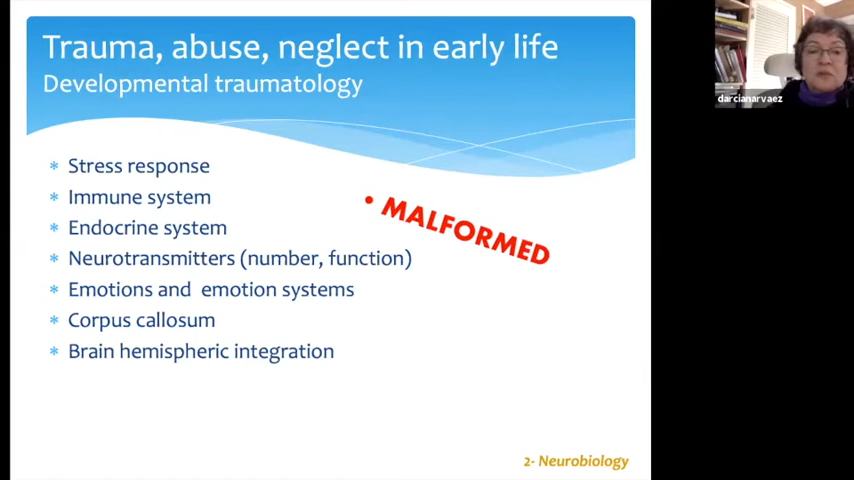 Trauma, abuse, neglect in early life
Developmental traumatology
* Stress response
* Immune system
* Endocrine system
* Neurotransmitters (number, function)
* Emotions and emotion systems
* Corpus callosum
* Brain hemispheric integration
• MALFORMED
2- Neurobiology
darcianarvaez